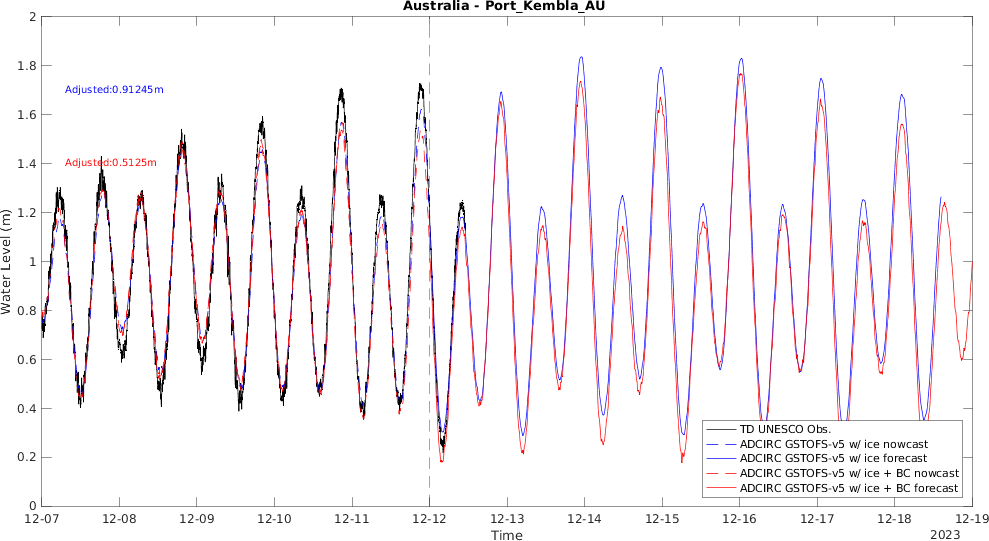 Australia - Port_Kembla_AU
2
1.8
1.6
1.4
1.2
1
0.8
0.6
0.4
0.2
0
Water Level (m)
Adjusted:0.91245m
Adjusted:0.5125m
TD UNESCO Obs.
ADCIRC GSTOFS-v5 w/ ice nowcast
ADCIRC GSTOFS-v5 w/ ice forecast
ADCIRC GSTOFS-v5 w/ ice + BC nowcast
ADCIRC GSTOFS-v5 w/ ice + BC forecast
12-07 12-08 12-09 12-10 12-11 12-12 12-13 12-14 12-15 12-16 12-17 12-18 12-19
Time
2023